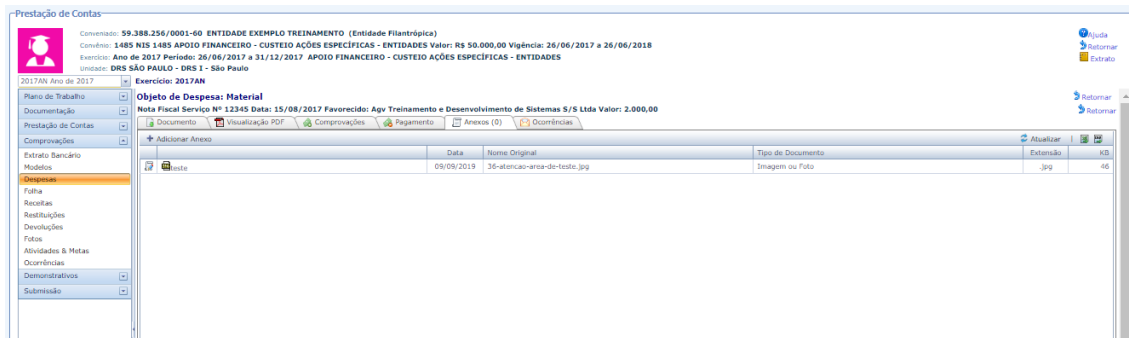 Prestação de Contas
Conveniado: 59.388.256/0001-60 ENTIDADE EXEMPLO TREINAMENTO (Entidade Filantrópica)
Convênio: 1485 NIS 1485 APOIO FINANCEIRO - CUSTEIO AÇÕES ESPECÍFICAS - ENTIDADES Valor: R$ 50.000,00 Vigência: 26/06/2017 a 26/06/2018
Exercício: Ano de 2017 Período: 26/06/2017 a 31/12/2017 APOIO FINANCEIRO - CUSTEIO AÇÕES ESPECÍFICAS - ENTIDADES
Unidade: DRS SÃO PAULO - DRS I - São Paulo
Ajuda
Retornar
Extrato
2017AN Ano de 2017
Exercício: 2017AN
Plano de Trabalho
Documentação
Prestação de Contas
Comprovações
Extrato Bancário
Modelos
Despesas
Folha
Receitas
Restituições
Devoluções
Fotos
Atividades & Metas
Ocorrências
Demonstrativos
Submissão
Objeto de Despesa: Material
Retornar
Nota Fiscal Serviço Nº 12345 Data: 15/08/2017 Favorecido: Agv Treinamento e Desenvolvimento de Sistemas S/S Ltda Valor: 2.000,00
Retornar
Documento Visualização PDF Comprovações Pagamento Anexos (0) Ocorrências
+ Adicionar Anexo Atualizar
Data Nome Original Tipo de Documento Extensão KB
teste 09/09/2019 36-atencao-area-de-teste.jpg Imagem ou Foto .jpg 46